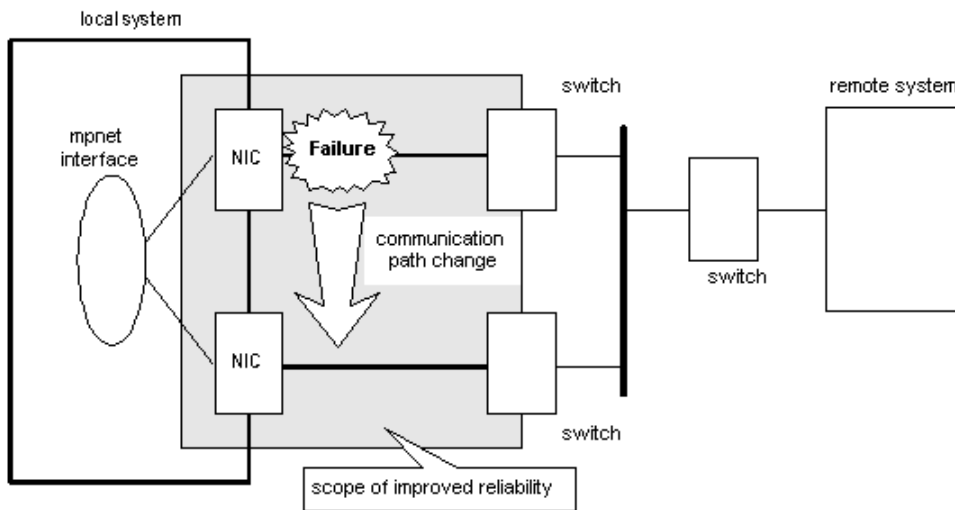 local system
switch
remote system
mpnet
interface
NIC
Failure
communication
path change
switch
NIC
switch
scope of improved reliability